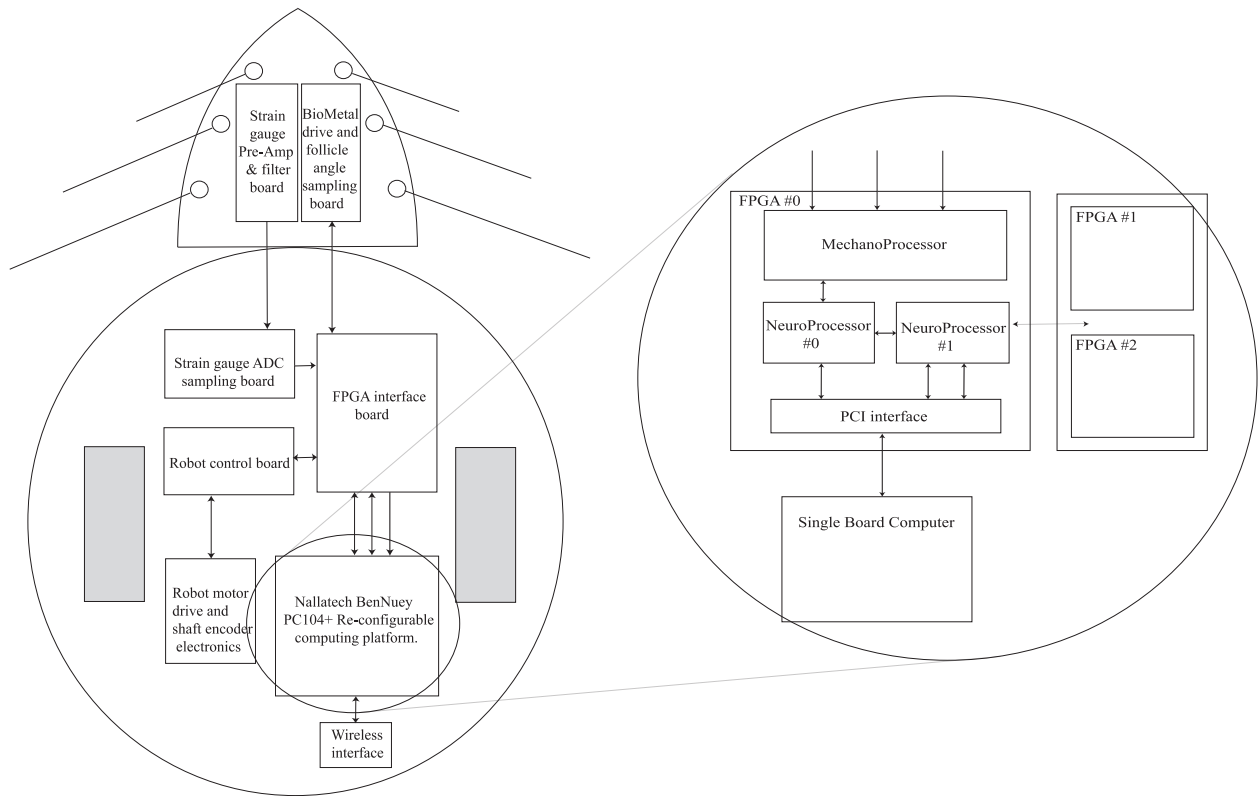 Strain
gauge
Pre-Amp
& filter
board
BioMetal
drive and
follicle
angle
sampling
board
Strain gauge ADC
sampling board
FPGA interface
board
Robot control board
Robot motor
drive and
shaft encoder
electronics
Nallatech BenNuey
PC104+ Re-configurable
computing platform.
Wireless
interface
FPGA #0
MechanoProcessor
NeuroProcessor
#0
NeuroProcessor
#1
PCI interface
Single Board Computer
FPGA #1
FPGA #2